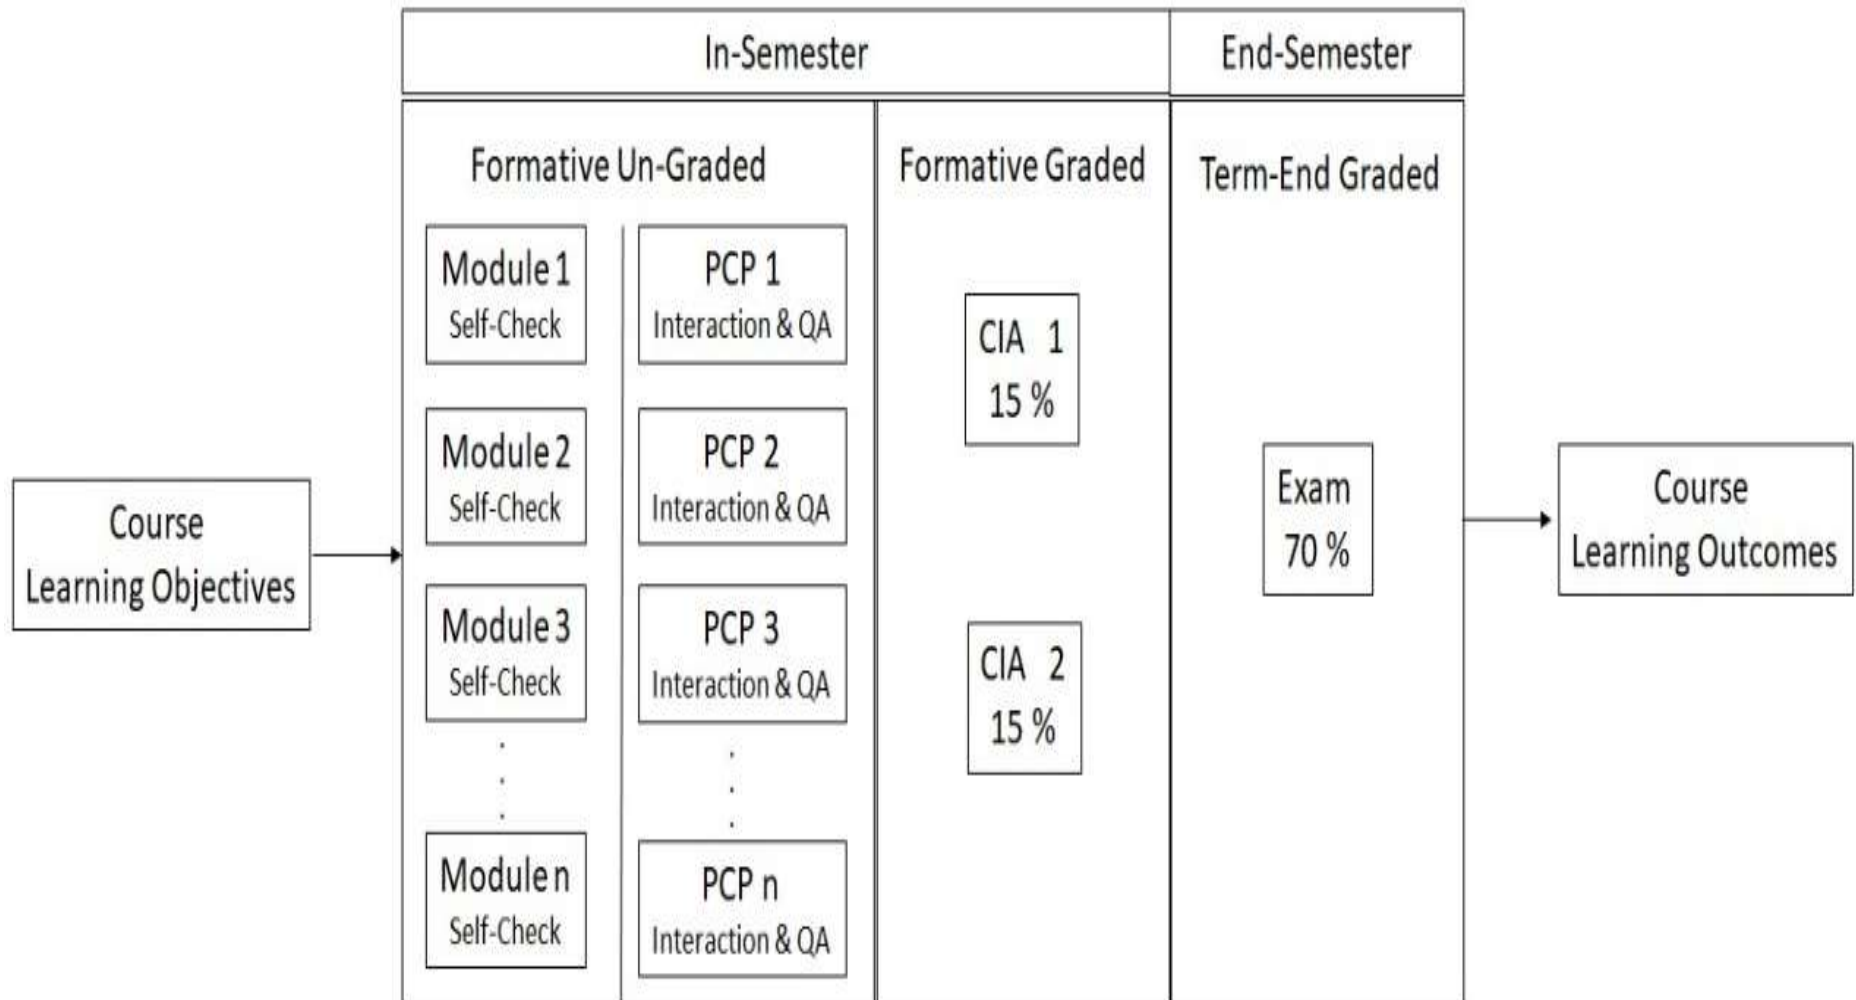 In-Semester
End-Semester
Formative Un-Graded
Formative Graded
Term-End Graded
Module 1
Self-Check
PCP 1
Interaction & QA
CIA 1
15 %
Module 2
Self-Check
PCP 2
Interaction & QA
Exam
70 %
Course
Learning Outcomes
Course
Learning Objectives
Module 3
Self-Check
PCP 3
Interaction & QA
CIA 2
15 %
Module n
Self-Check
PCP n
Interaction & QA